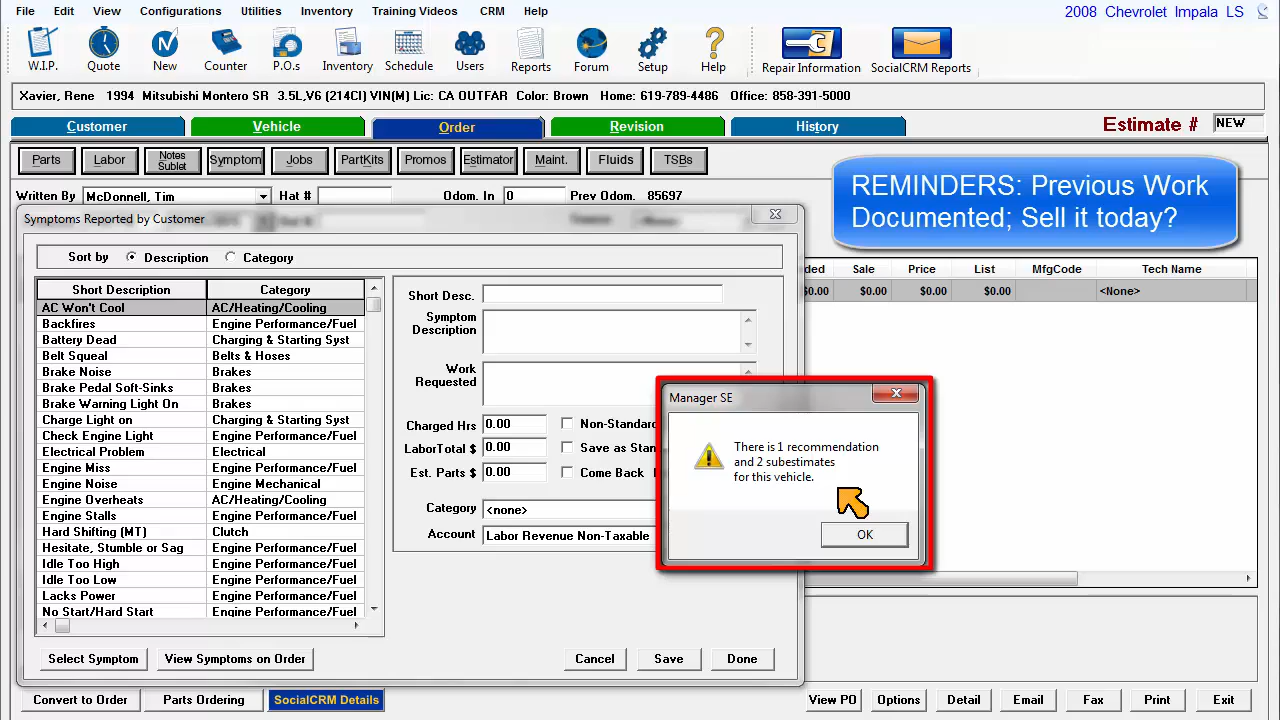 File Edit View Configurations Utilities Inventory Training Videos CRM Help 2008 Chevrolet Impala LS
W.I.P. Quote New Counter P.O.s Inventory Schedule Users Reports Forum Setup Help Repair Information SocialCRM Reports
Xavier, Rene 1994 Mitsubishi Montero SR 3.5L,V6 (214CI) VIN(M) Lic: CA OUTFAR Color: Brown Home: 619-789-4486 Office: 858-391-5000
Customer Vehicle Order Revision History Estimate # NEW
Parts Labor Notes Sublet Symptom Jobs PartKits Promos Estimator Maint. Fluids TSBs
Written By McDonnell, Tim Hat # Odom. In 0 Prev Odom. 85697
REMINDERS: Previous Work
Documented; Sell it today?
Symptoms Reported by Customer
Sort by Description Category
ded Sale Price List MfgCode Tech Name
$0.00 $0.00 $0.00 $0.00 <None>
Short Description Category
AC Won't Cool AC/Heating/Cooling
Backfires Engine Performance/Fuel
Battery Dead Charging & Starting Syst
Belt Squeal Belts & Hoses
Brake Noise Brakes
Brake Pedal Soft-Sinks Brakes
Brake Warning Light On Brakes
Charge Light on Charging & Starting Syst
Check Engine Light Engine Performance/Fuel
Electrical Problem Electrical
Engine Miss Engine Performance/Fuel
Engine Noise Engine Mechanical
Engine Overheats AC/Heating/Cooling
Engine Stalls Engine Performance/Fuel
Hard Shifting (MT) Clutch
Hesitate, Stumble or Sag Engine Performance/Fuel
Idle Too High Engine Performance/Fuel
Idle Too Low Engine Performance/Fuel
Lacks Power Engine Performance/Fuel
No Start/Hard Start Engine Performance/Fuel
Short Desc.
Symptom
Description
Work
Requested
Charged Hrs 0.00 Non-Standard
LaborTotal $ 0.00 Save as Stan
Est. Parts $ 0.00 Come Back
Category <none>
Account Labor Revenue Non-Taxable
Manager SE
There is 1 recommendation
and 2 subestimates
for this vehicle.
OK
Select Symptom View Symptoms on Order Cancel Save Done
Convert to Order Parts Ordering SocialCRM Details View PO Options Detail Email Fax Print Exit